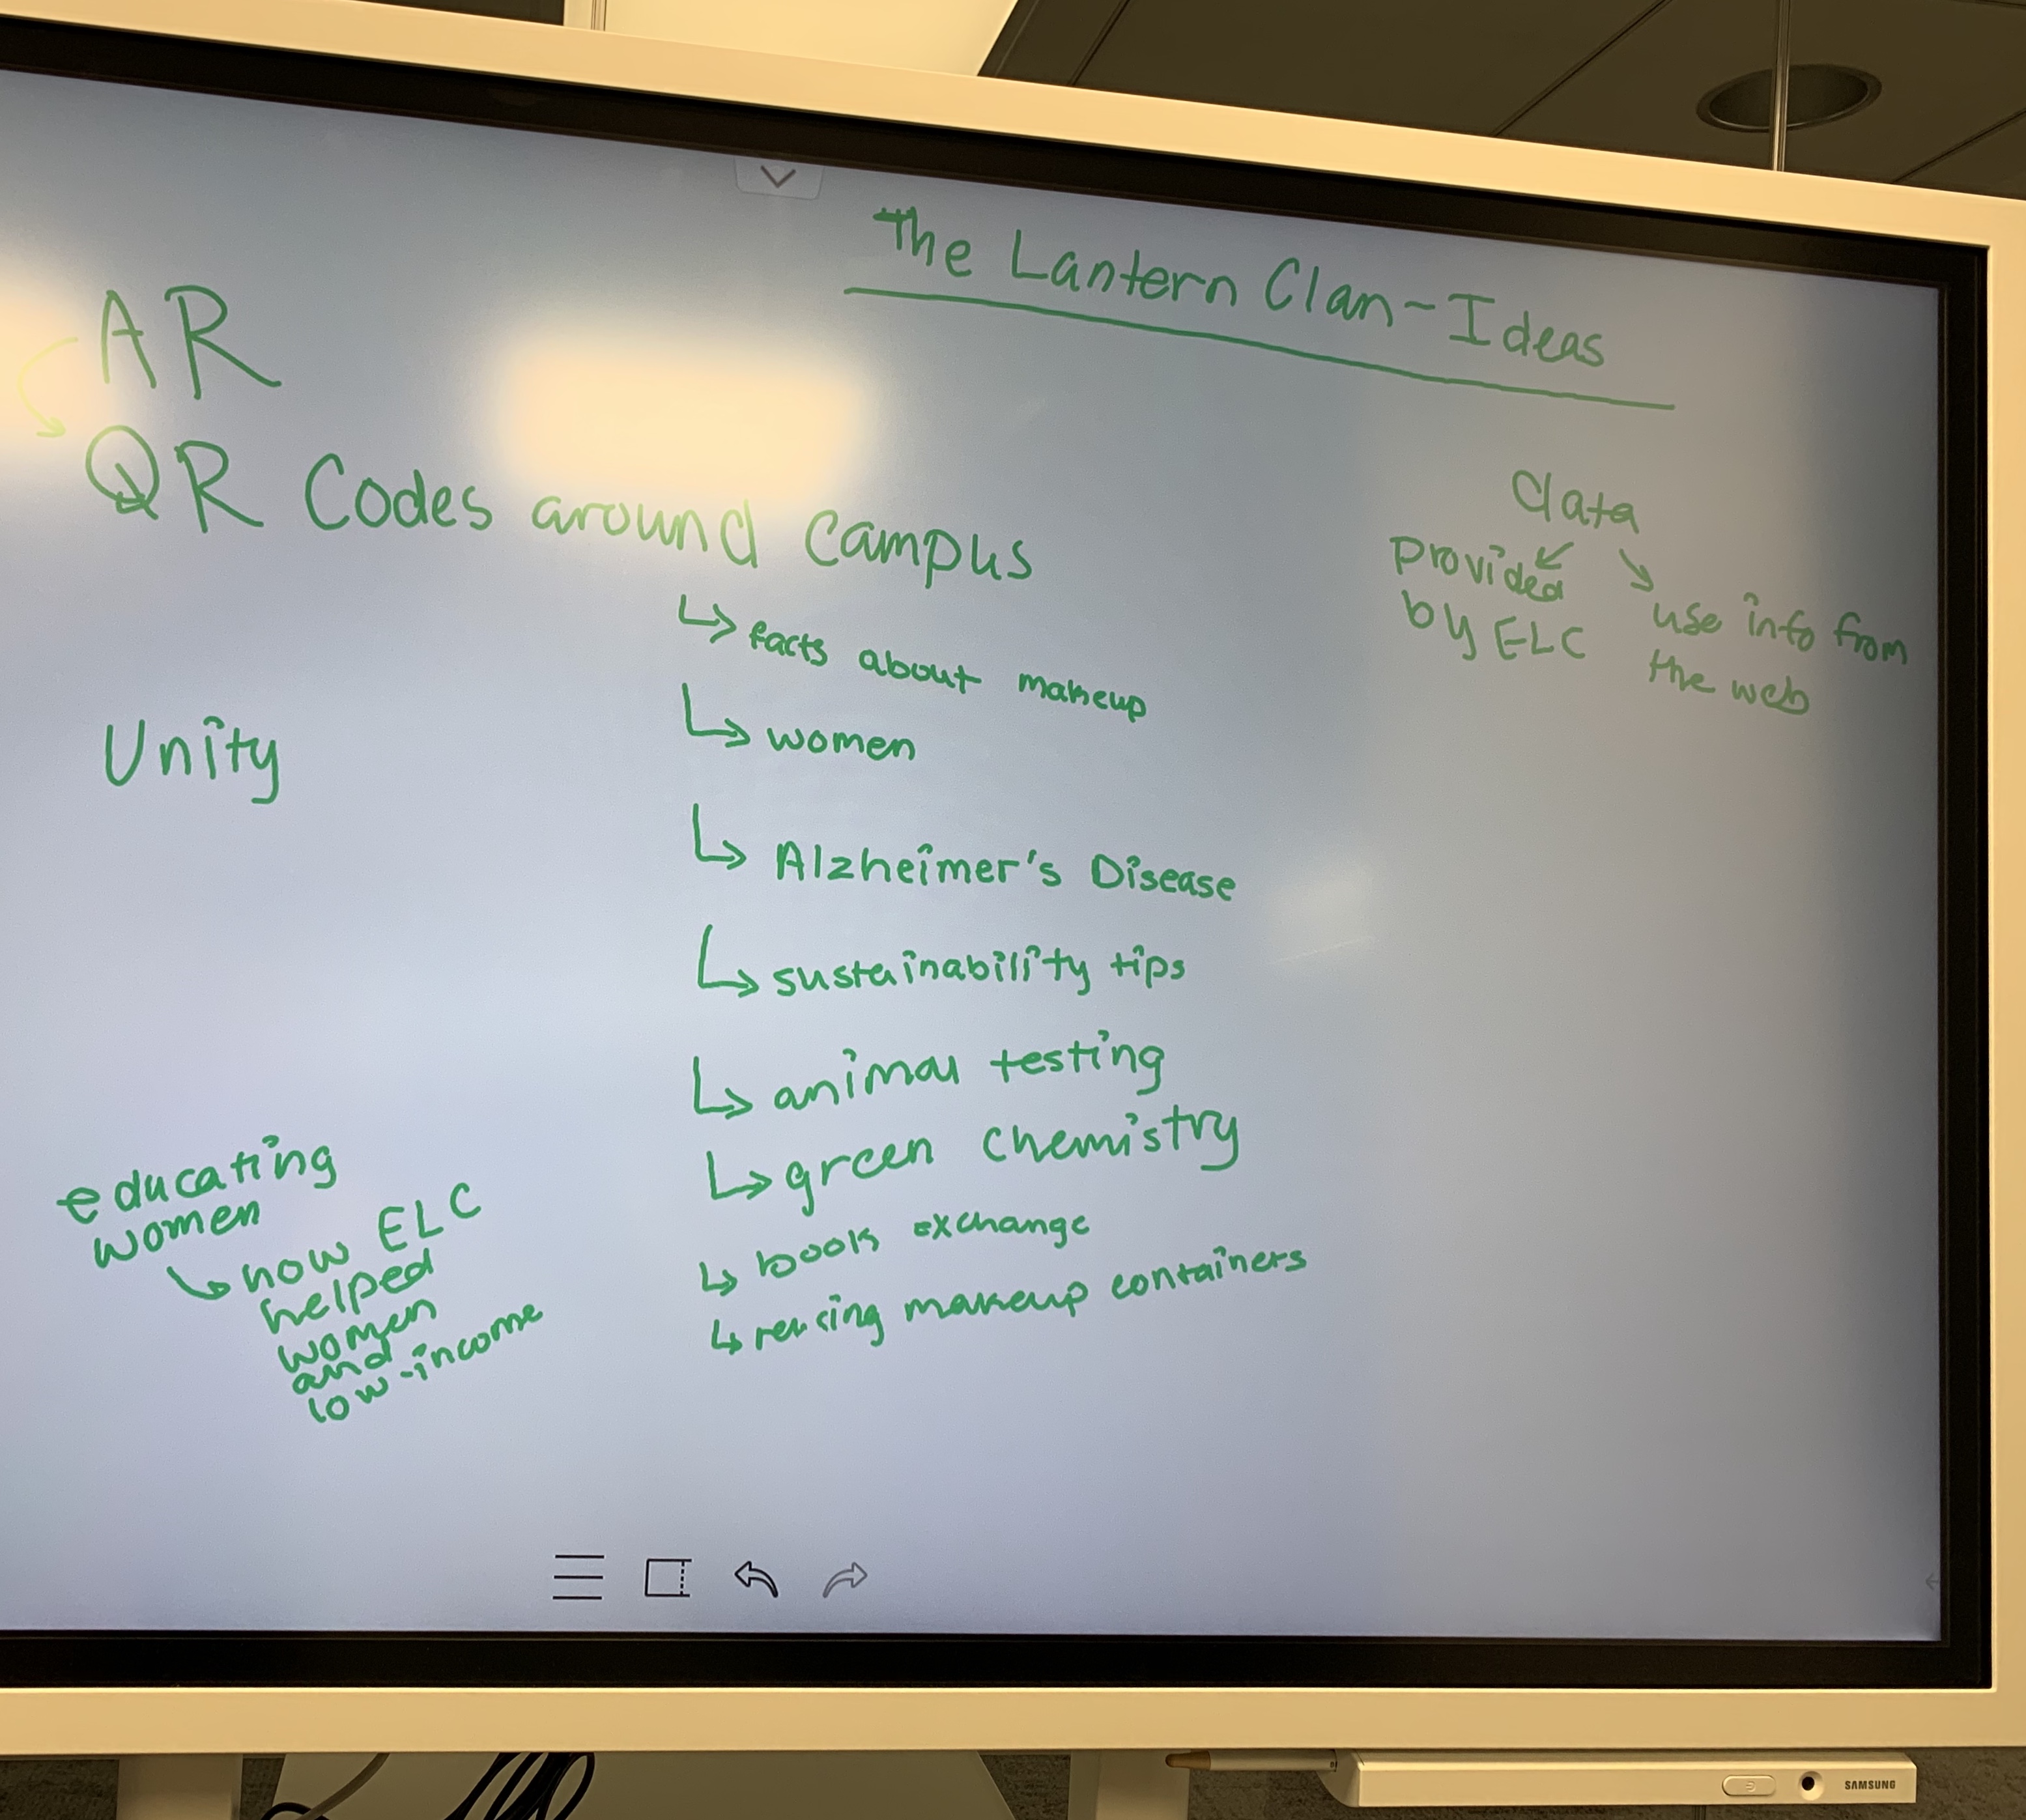 The Lantern Clan - Ideas
AR
QR Codes around campus
↳ facts about makeup
↳ women
↳ Alzheimer's Disease
↳ sustainability tips
↳ animal testing
↳ green chemistry
↳ book exchange
↳ reusing makeup containers
data
provided
by ELC
use info from
the web
Unity
educating
women
↳ how ELC
helped
women
and
low-income
SAMSUNG